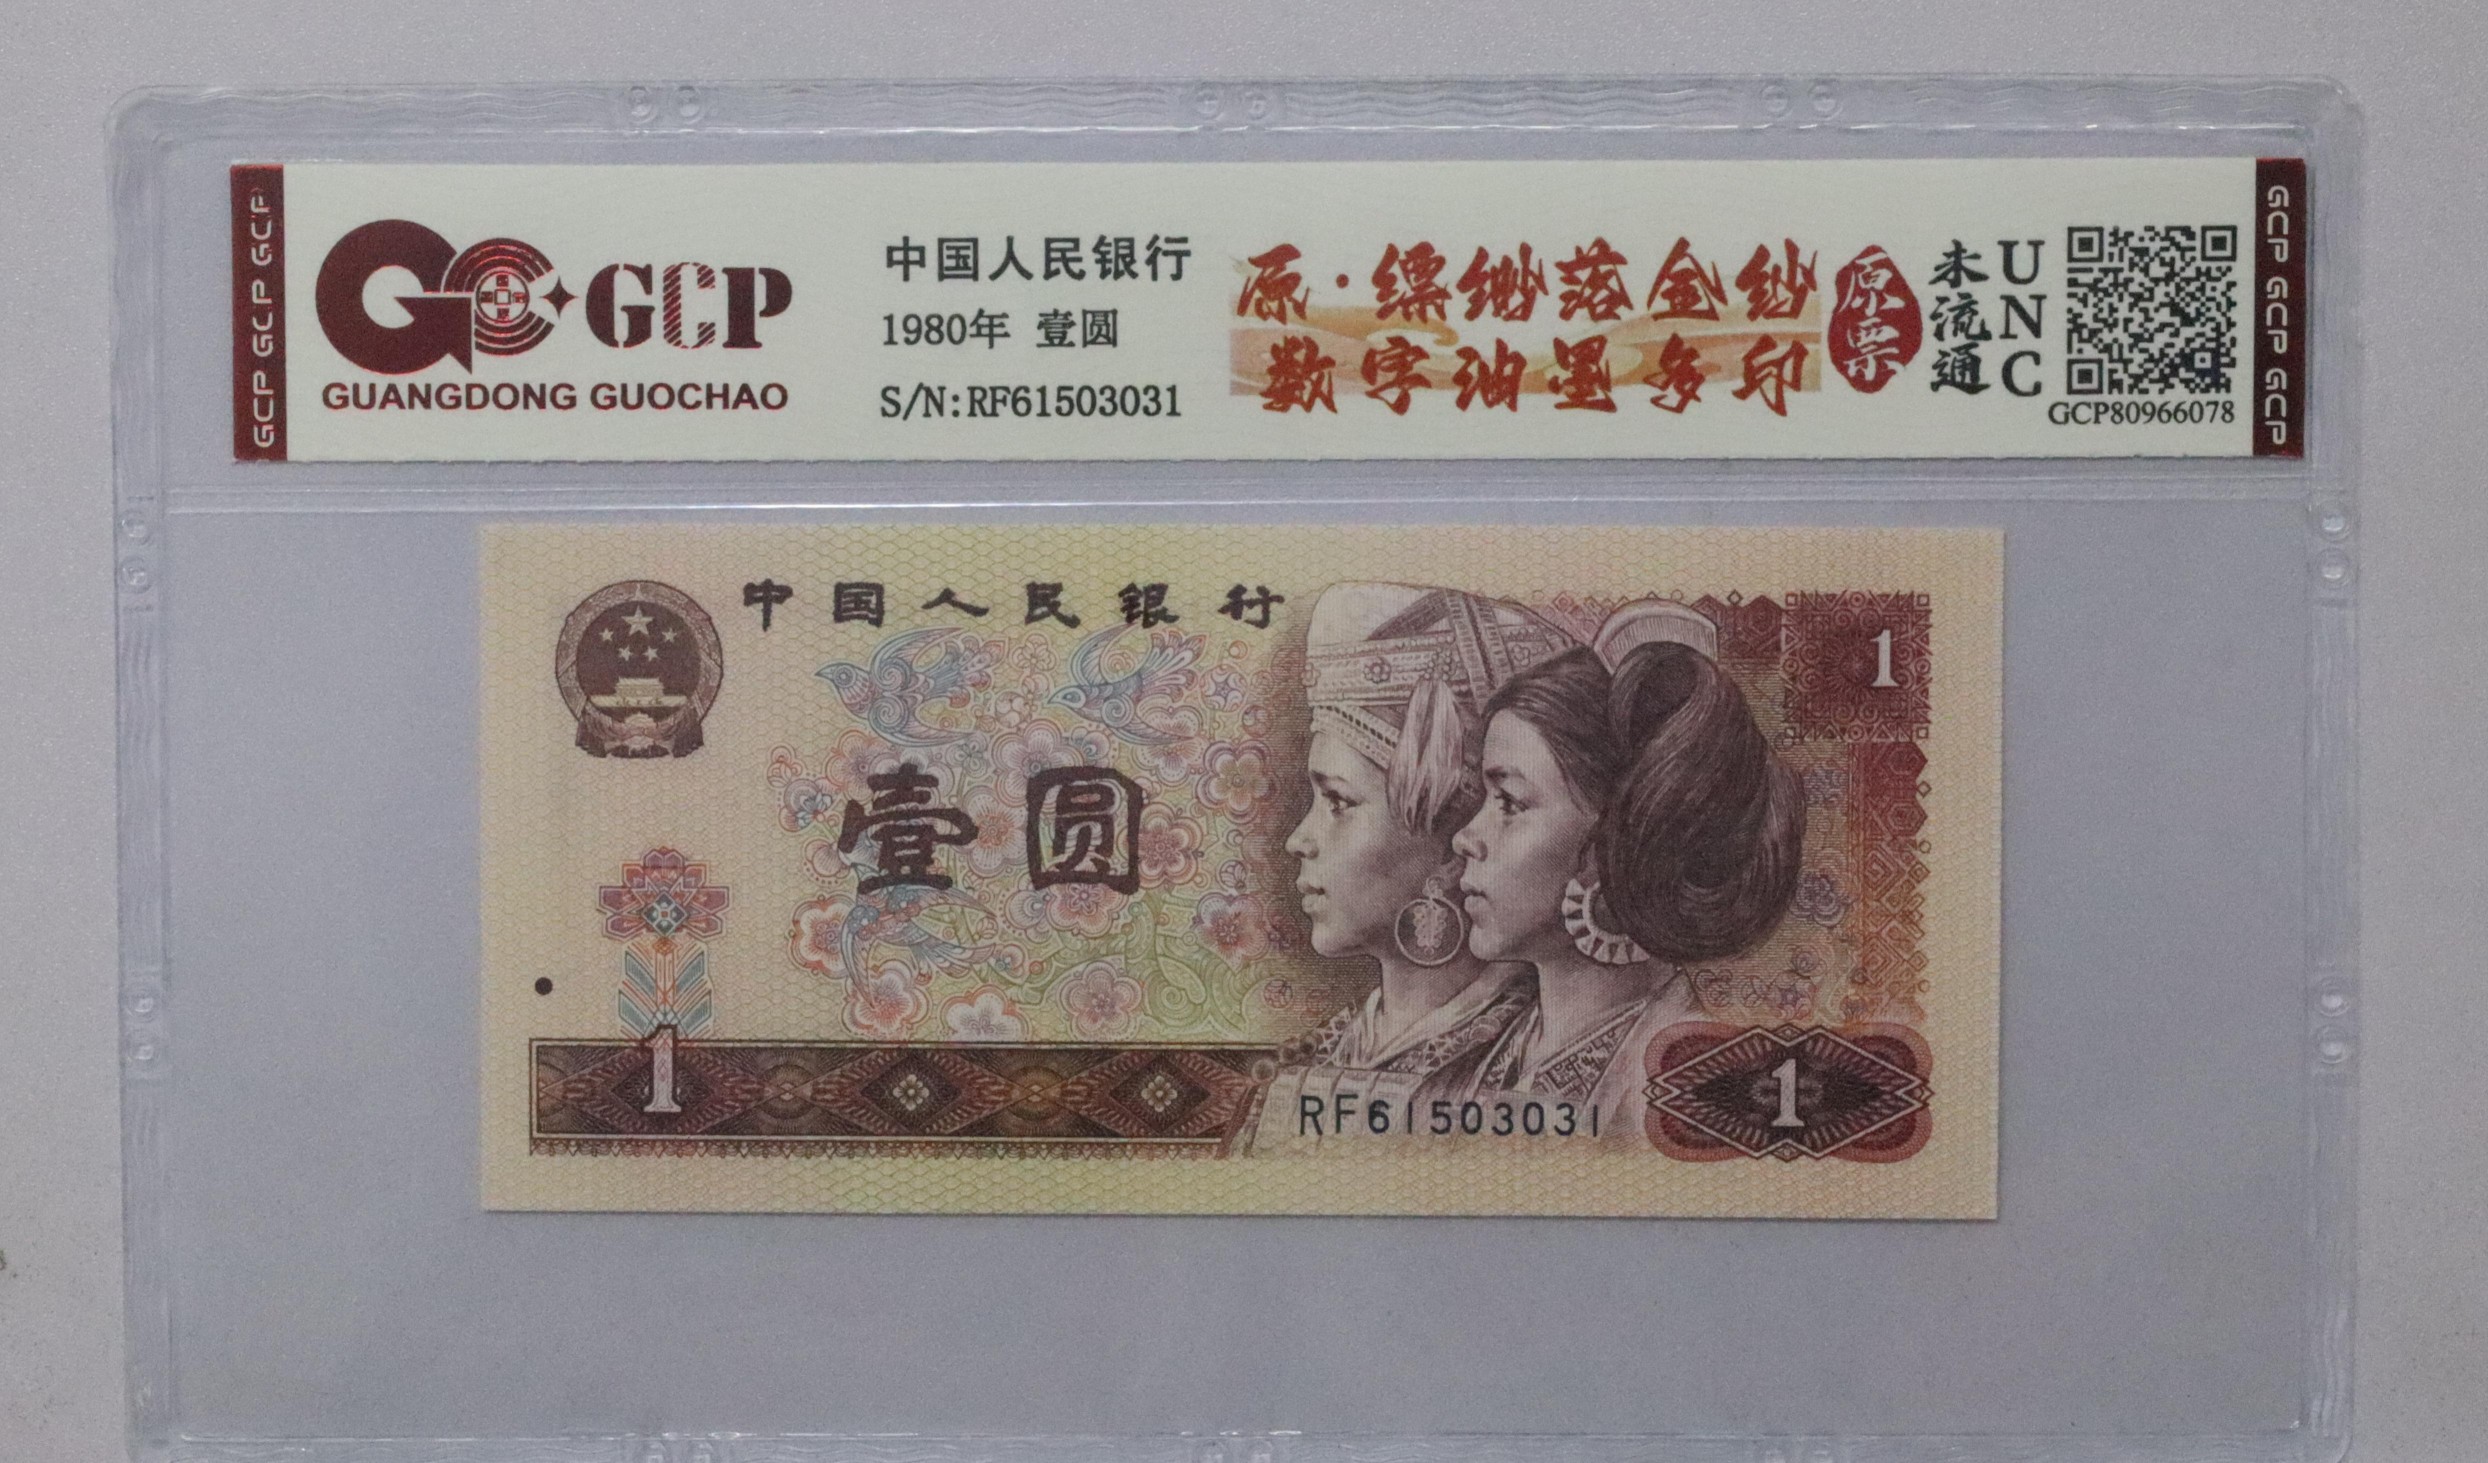 GCP GCP GCP
GC GCP
GUANGDONG GUOCHAO
中国人民银行
1980年 壹圆
S/N:RF61503031
原·缥缈落金纱
数字油墨多印
原票
未流通
UNC
GCP80966078
GCP GCP GCP
中国人民银行
1
壹圆
1
RF61503031
1